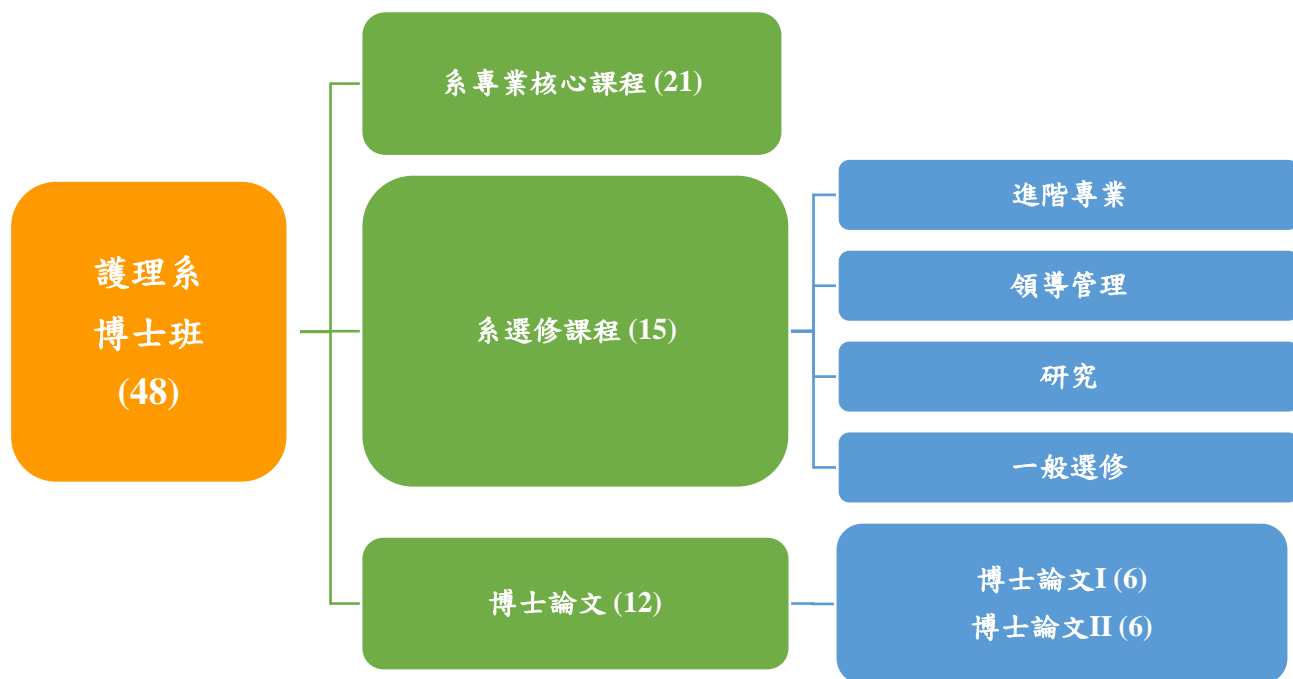 護理系
博士班
(48)
系專業核心課程 (21)
系選修課程 (15)
進階專業
領導管理
研究
一般選修
博士論文 (12)
博士論文I (6)
博士論文II (6)